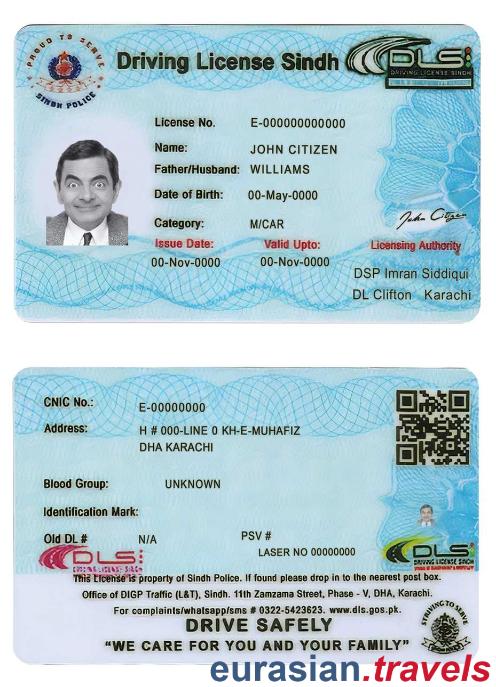 PROUD TO SERVE
SINDH POLICE
Driving License Sindh
DLS
DRIVING LICENSE SINDH
License No. E-000000000000
Name: JOHN CITIZEN
Father/Husband: WILLIAMS
Date of Birth: 00-May-0000
Category: M/CAR
John Citizen
Issue Date: Valid Upto: Licensing Authority
00-Nov-0000 00-Nov-0000
DSP Imran Siddiqui
DL Clifton Karachi
CNIC No.: E-00000000
Address: H # 000-LINE 0 KH-E-MUHAFIZ
DHA KARACHI
Blood Group: UNKNOWN
Identification Mark:
Old DL # N/A PSV #
LASER NO 00000000
DLS
DLS
DRIVING LICENSE SINDH
This License is property of Sindh Police. If found please drop in to the nearest post box.
Office of DIGP Traffic (L&T), Sindh. 11th Zamzama Street, Phase - V, DHA, Karachi.
For complaints/whatsapp/sms # 0322-5423623. www.dls.gos.pk.
STRIVING TO SERVE
DRIVE SAFELY
“WE CARE FOR YOU AND YOUR FAMILY”
eurasian.travels